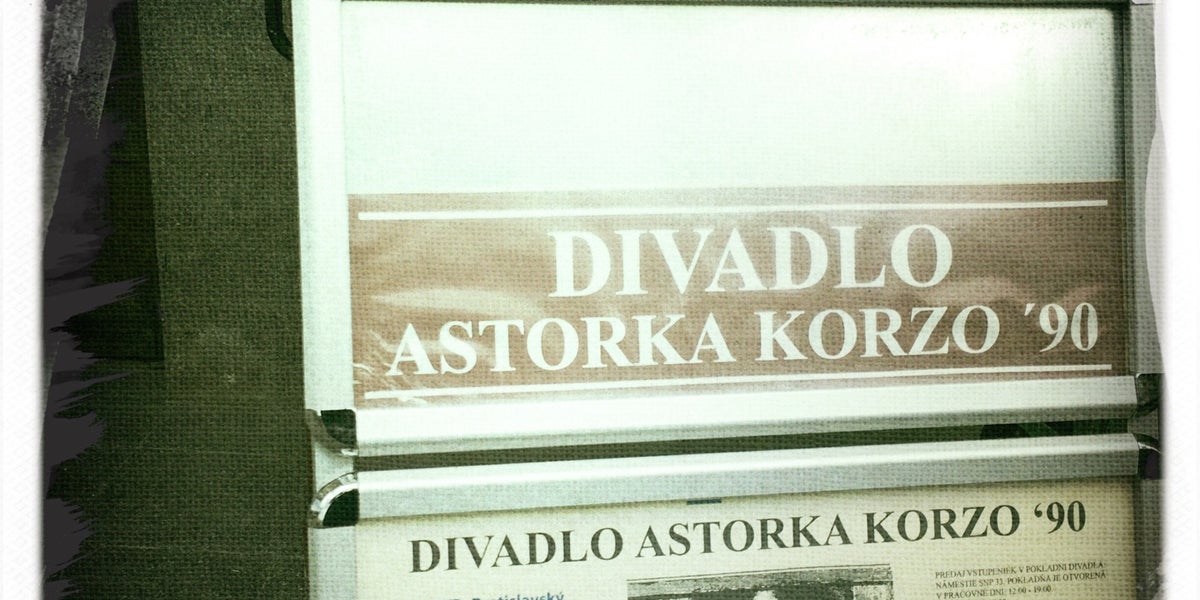 DIVADLO
ASTORKA KORZO ´90
DIVADLO ASTORKA KORZO ‘90
PREDAJ VSTUPENIEK V POKLADNI DIVADLA:
NÁMESTIE SNP 33. POKLADŇA JE OTVORENÁ
V PRACOVNÉ DNI: 12:00 - 19:00
Bratislavský